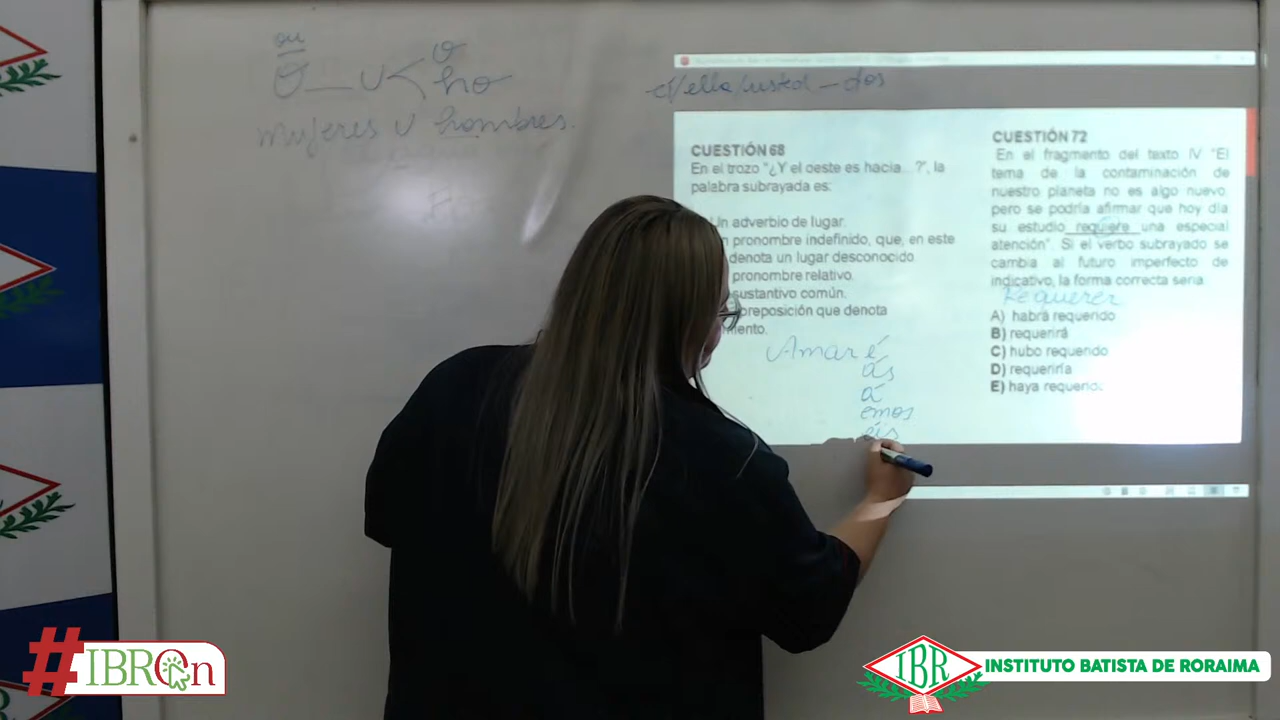 ou
o
O — u < ho
mujeres u hombres.
él/ella/usted - dos
CUESTIÓN 68
En el trozo "¿Y el oeste es hacia...?", la
palabra subrayada es:
Un adverbio de lugar.
pronombre indefinido, que, en este
denota un lugar desconocido
pronombre relativo.
sustantivo común.
preposición que denota
Amar é
ás
á
emos
éis
CUESTIÓN 72
En el fragmento del texto IV "El
tema de la contaminación de
nuestro planeta no es algo nuevo
pero se podría afirmar que hoy día
su estudio requiere una especial
atención". Si el verbo subrayado se
cambia al futuro imperfecto de
indicativo, la forma correcta sería
Requerer
A) habrá requerido
B) requerirá
C) hubo requerido
D) requeriría
E) haya requerido.
#IBROn
IBR
INSTITUTO BATISTA DE RORAIMA